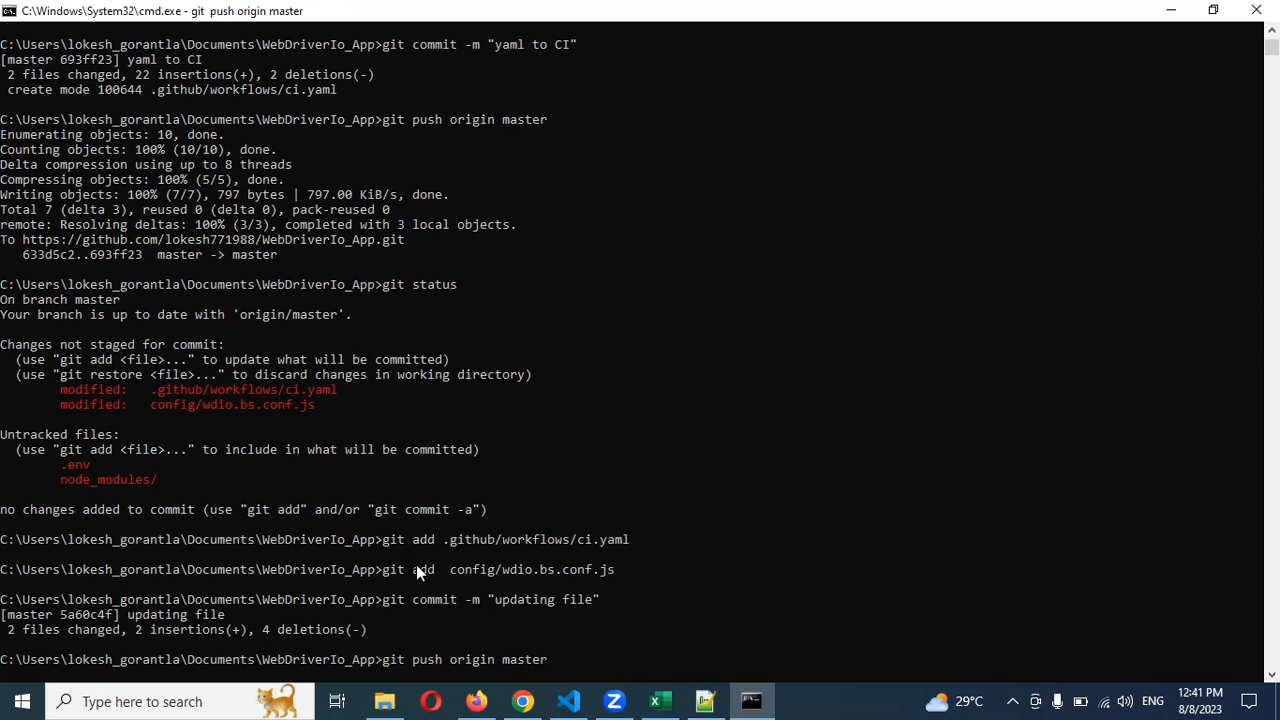 C:\Windows\System32\cmd.exe - git  push origin master
C:\Users\lokesh_gorantla\Documents\WebDriverIo_App>git commit -m "yaml to CI"
[master 693ff23] yaml to CI
 2 files changed, 22 insertions(+), 2 deletions(-)
 create mode 100644 .github/workflows/ci.yaml
C:\Users\lokesh_gorantla\Documents\WebDriverIo_App>git push origin master
Enumerating objects: 10, done.
Counting objects: 100% (10/10), done.
Delta compression using up to 8 threads
Compressing objects: 100% (5/5), done.
Writing objects: 100% (7/7), 797 bytes | 797.00 KiB/s, done.
Total 7 (delta 3), reused 0 (delta 0), pack-reused 0
remote: Resolving deltas: 100% (3/3), completed with 3 local objects.
To https://github.com/lokesh771988/WebDriverIo_App.git
   633d5c2..693ff23  master -> master
C:\Users\lokesh_gorantla\Documents\WebDriverIo_App>git status
On branch master
Your branch is up to date with 'origin/master'.
Changes not staged for commit:
  (use "git add <file>..." to update what will be committed)
  (use "git restore <file>..." to discard changes in working directory)
        modified:   .github/workflows/ci.yaml
        modified:   config/wdio.bs.conf.js
Untracked files:
  (use "git add <file>..." to include in what will be committed)
        .env
        node_modules/
no changes added to commit (use "git add" and/or "git commit -a")
C:\Users\lokesh_gorantla\Documents\WebDriverIo_App>git add .github/workflows/ci.yaml
C:\Users\lokesh_gorantla\Documents\WebDriverIo_App>git add  config/wdio.bs.conf.js
C:\Users\lokesh_gorantla\Documents\WebDriverIo_App>git commit -m "updating file"
[master 5a60c4f] updating file
 2 files changed, 2 insertions(+), 4 deletions(-)
C:\Users\lokesh_gorantla\Documents\WebDriverIo_App>git push origin master
Type here to search
29°C
ENG
12:41 PM
8/8/2023